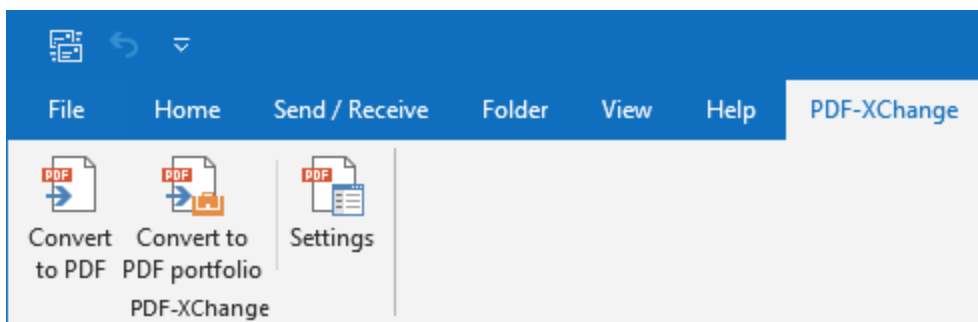 File Home Send / Receive Folder View Help PDF-XChange
PDF PDF PDF
Convert Convert to Settings
to PDF PDF portfolio
PDF-XChange